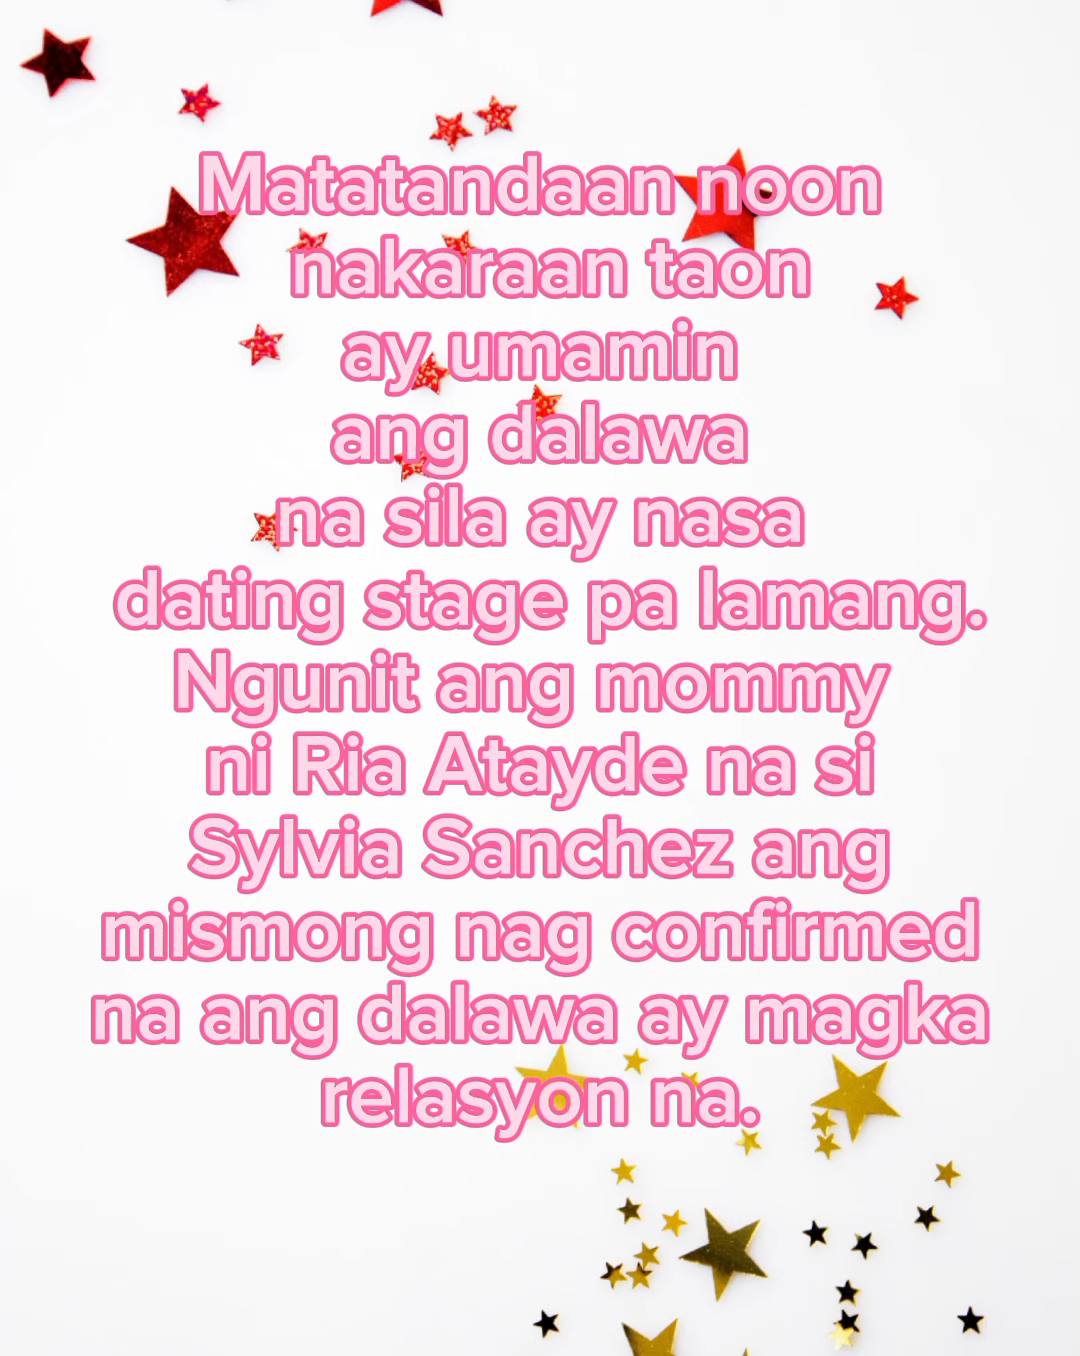 Matatandaan noon
nakaraan taon
ay umamin
ang dalawa
na sila ay nasa
dating stage pa lamang.
Ngunit ang mommy
ni Ria Atayde na si
Sylvia Sanchez ang
mismong nag confirmed
na ang dalawa ay magka
relasyon na.